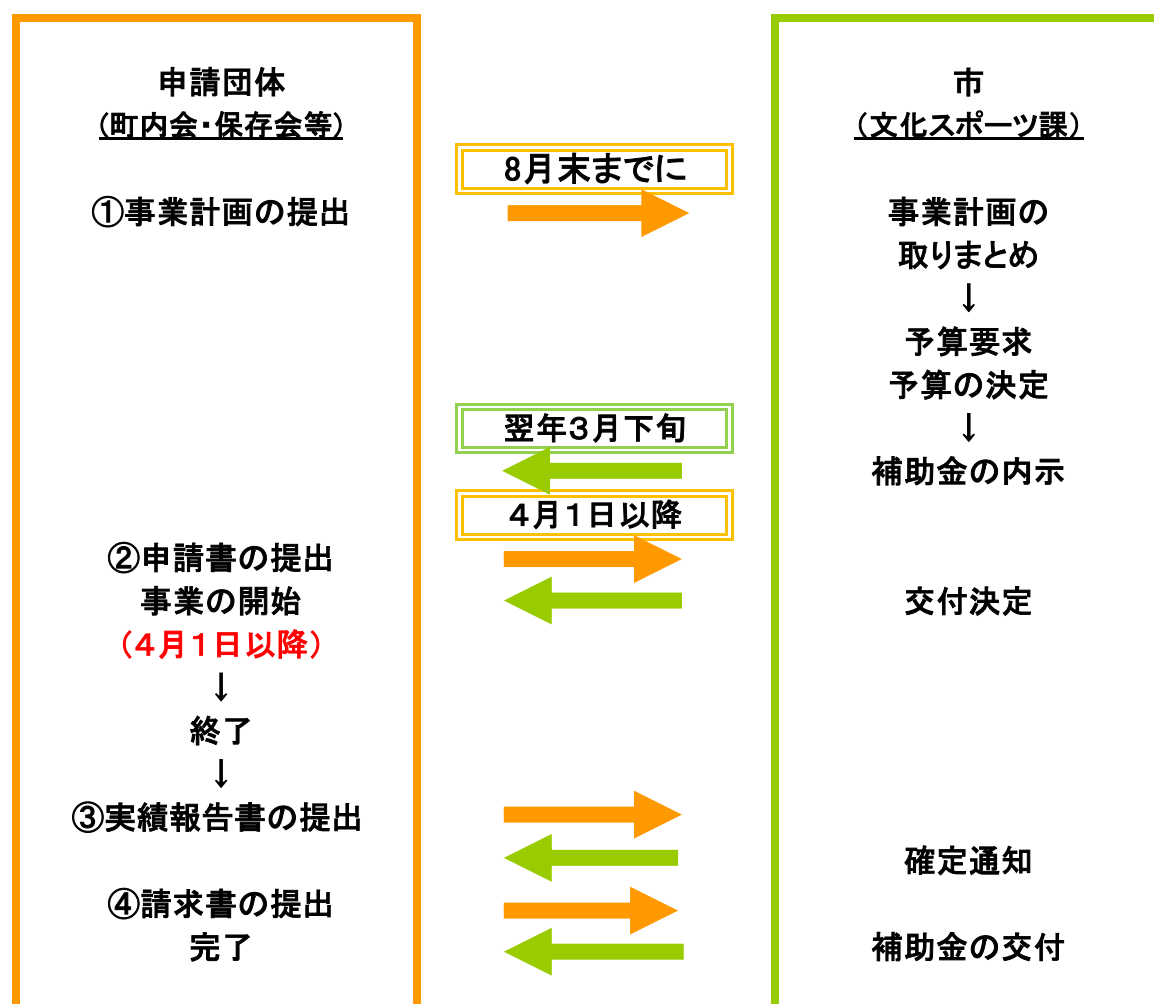 申請団体
(町内会・保存会等)
市
(文化スポーツ課)
8月末までに
①事業計画の提出
事業計画の
取りまとめ
↓
予算要求
予算の決定
↓
翌年3月下旬
補助金の内示
4月1日以降
②申請書の提出
事業の開始
(4月1日以降)
交付決定
↓
終了
↓
③実績報告書の提出
確定通知
④請求書の提出
完了
補助金の交付